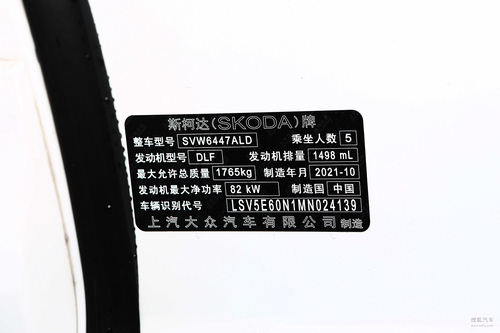 斯柯达(SKODA)牌
整车型号 SVW6447ALD 乘坐人数 5
发动机型号 DLF 发动机排量 1498 mL
最大允许总质量 1765kg 制造年月 2021-10
发动机最大净功率 82 kW 制造国 中国
车辆识别代号 LSV5E60N1MN024139
上汽大众汽车有限公司 制造
搜狐汽车